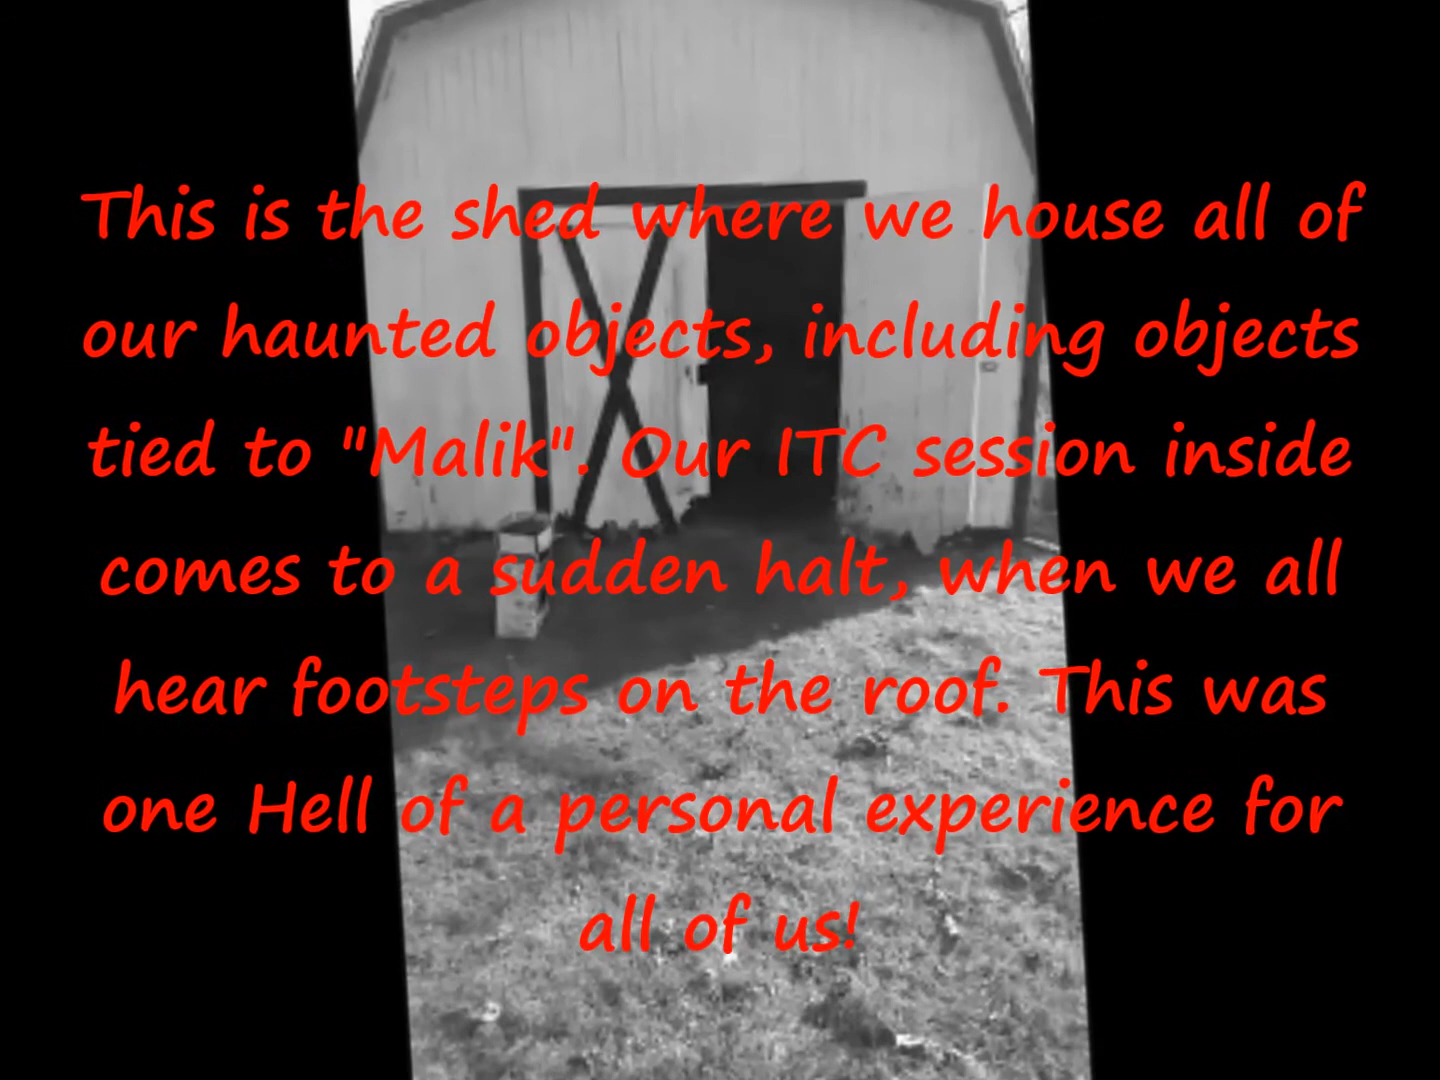 This is the shed where we house all of
our haunted objects, including objects
tied to "Malik". Our ITC session inside
comes to a sudden halt, when we all
hear footsteps on the roof. This was
one Hell of a personal experience for
all of us!